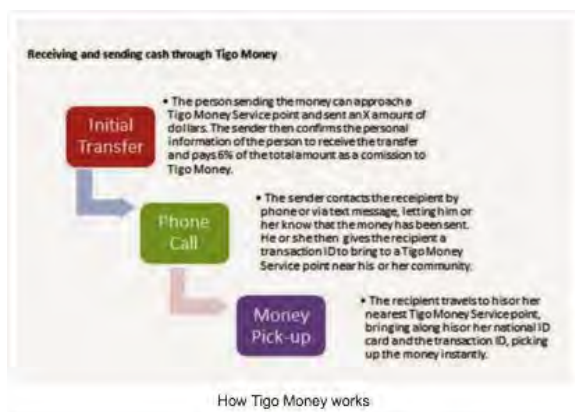 Receiving and sending cash through Tigo Money
Initial
Transfer
• The person sending the money can approach a
Tigo Money Service point and sent an X amount of
dollars. The sender then confirms the personal
information of the person to receive the transfer
and pays 6% of the total amount as a comission to
Tigo Money.
Phone
Call
• The sender contacts the receipient by
phone or via text message, letting him or
her know that the money has been sent.
He or she then gives the recipient a
transaction ID to bring to a Tigo Money
Service point near his or her community.
Money
Pick-up
• The recipient travels to his or her
nearest Tigo Money Service point,
bringing along his or her national ID
card and the transaction ID, picking
up the money instantly.
How Tigo Money works